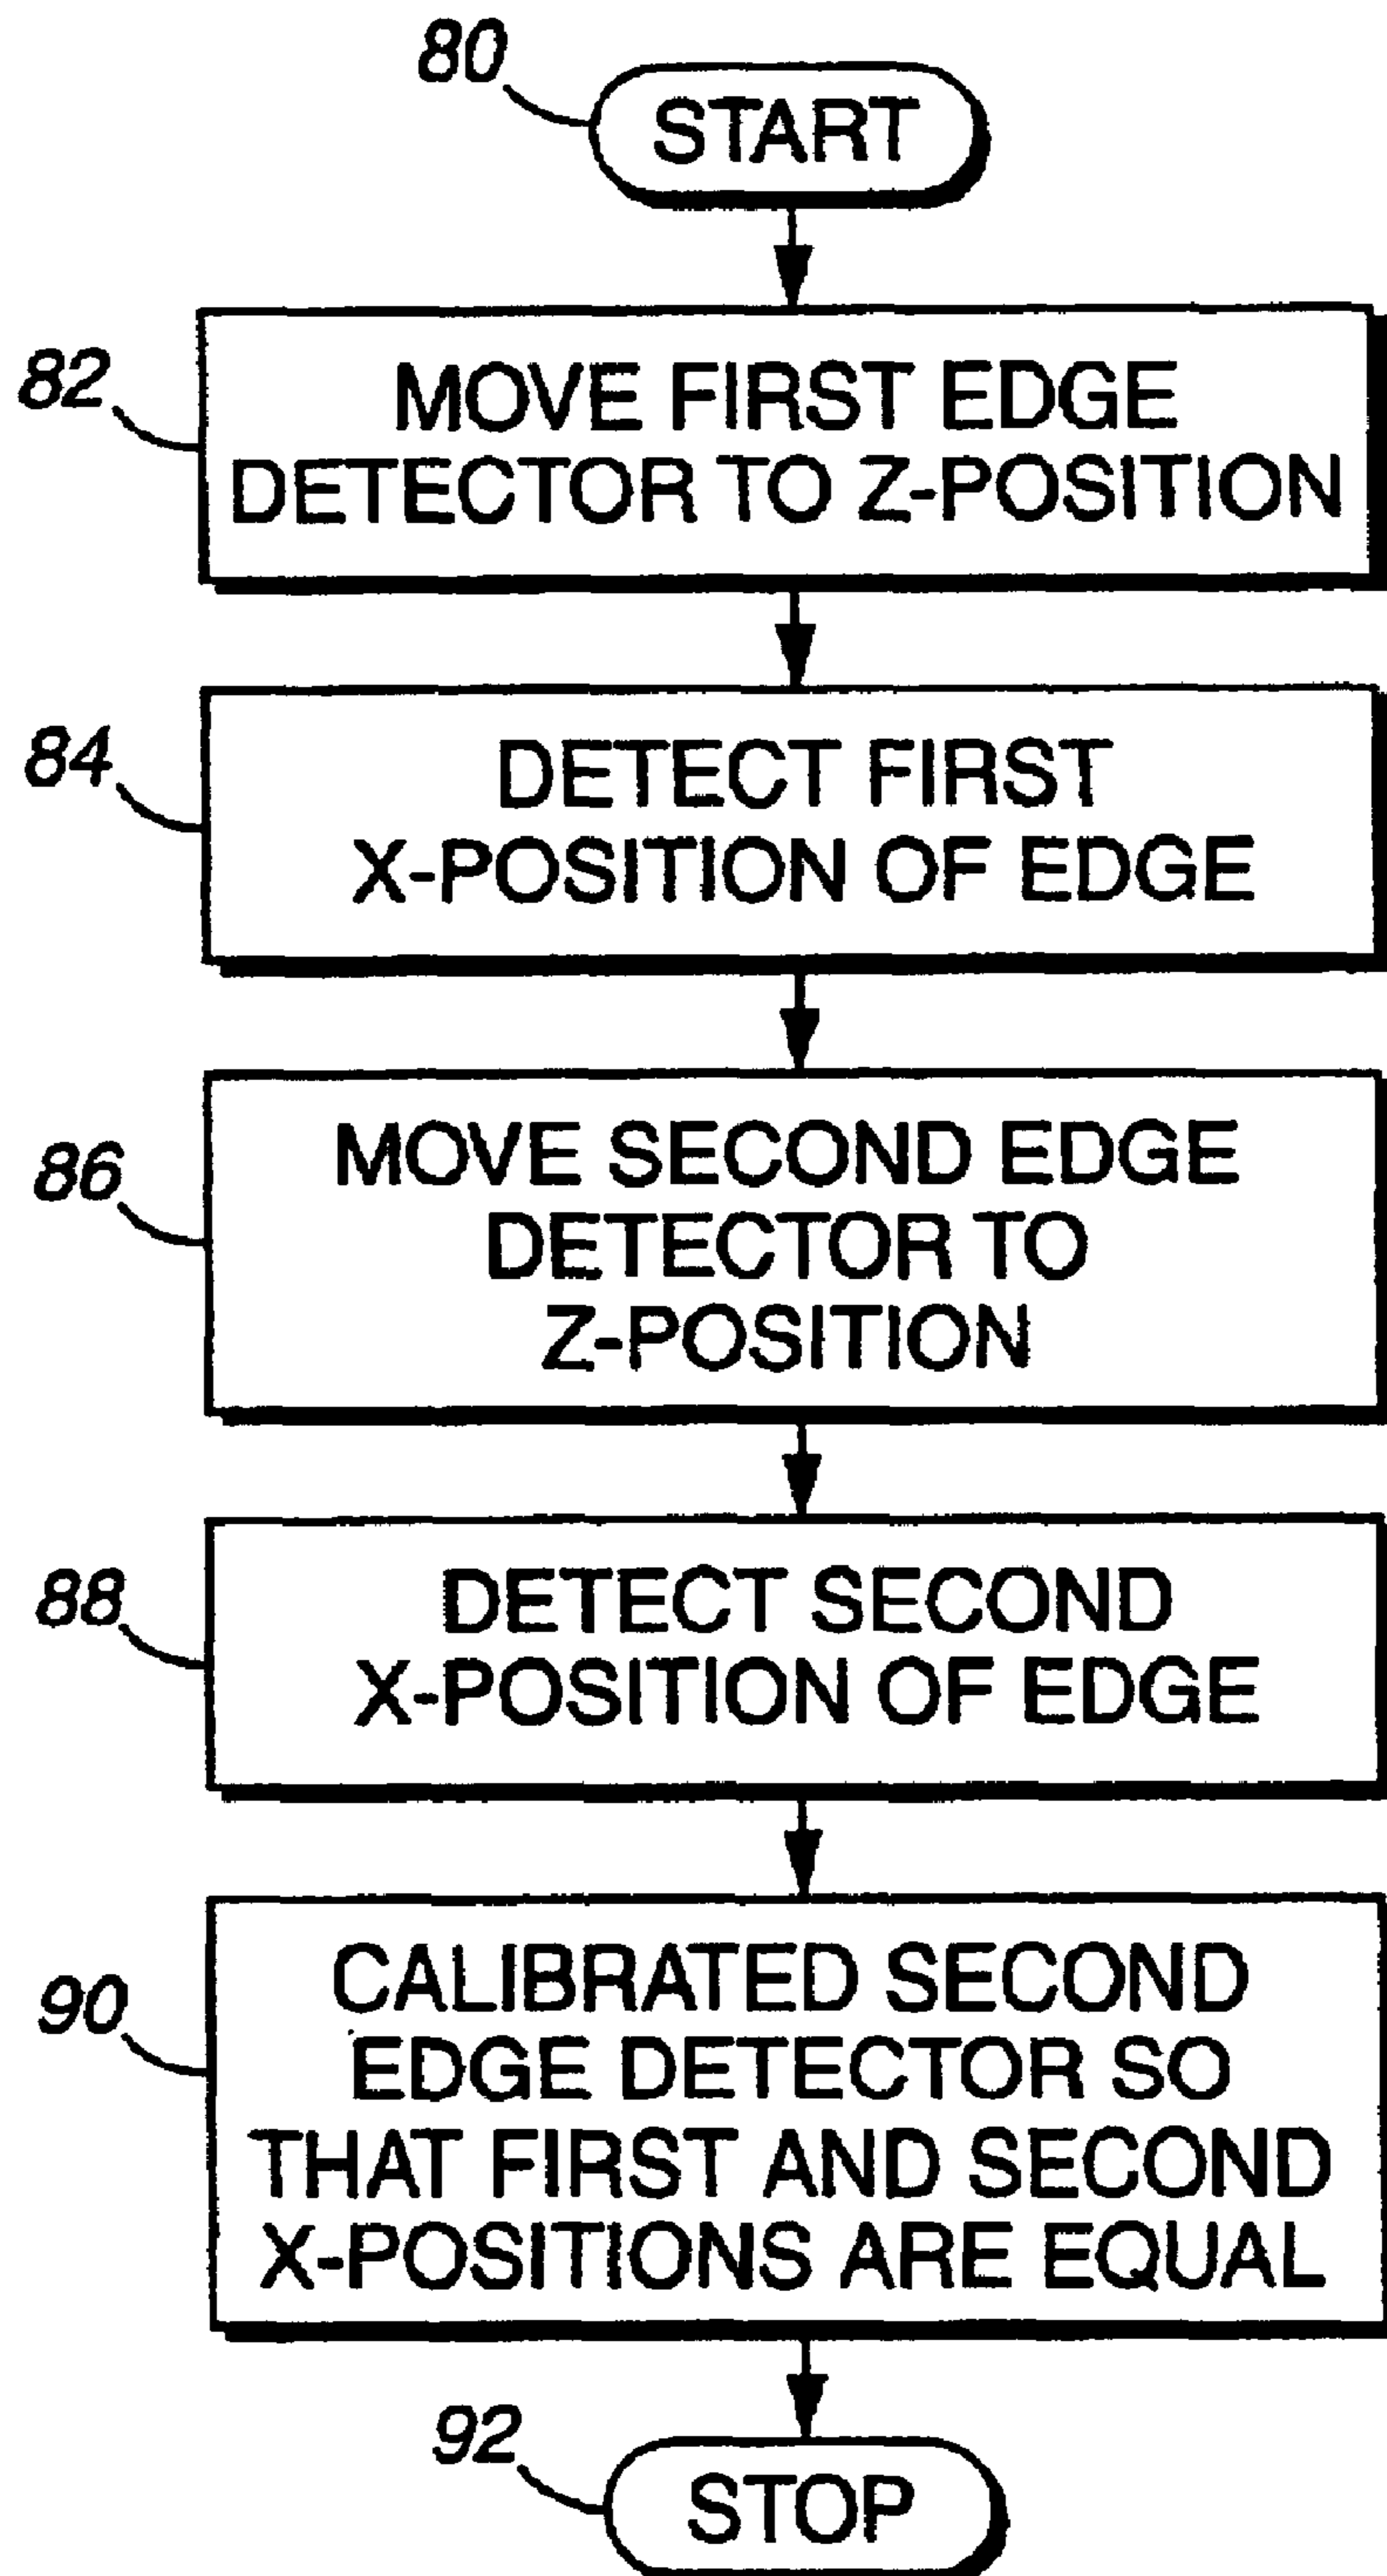 80
START
82
MOVE FIRST EDGE
DETECTOR TO Z-POSITION
84
DETECT FIRST
X-POSITION OF EDGE
86
MOVE SECOND EDGE
DETECTOR TO
Z-POSITION
88
DETECT SECOND
X-POSITION OF EDGE
90
CALIBRATED SECOND
EDGE DETECTOR SO
THAT FIRST AND SECOND
X-POSITIONS ARE EQUAL
92
STOP